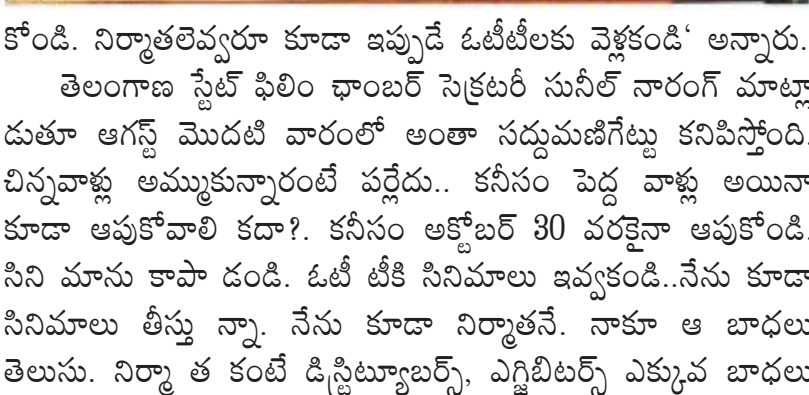 కోండి. నిర్మాతలెవ్వరూ కూడా ఇప్పుడే ఓటీటీలకు వెళ్లకండి‘ అన్నారు.
తెలంగాణ స్టేట్ ఫిలిం ఛాంబర్ సెక్రటరీ సునీల్ నారంగ్ మాట్లా
డుతూ ఆగస్ట్ మొదటి వారంలో అంతా సద్దుమణిగేట్టు కనిపిస్తోంది.
చిన్నవాళ్లు అమ్ముకున్నారంటే పర్లేదు.. కనీసం పెద్ద వాళ్లు అయినా
కూడా ఆపుకోవాలి కదా?. కనీసం అక్టోబర్ 30 వరకైనా ఆపుకోండి.
సిని మాను కాపా డండి. ఓటీ టీకి సినిమాలు ఇవ్వకండి..నేను కూడా
సినిమాలు తీస్తు న్నా. నేను కూడా నిర్మాతనే. నాకూ ఆ బాధలు
తెలుసు. నిర్మా త కంటే డిస్ట్రిట్యూబర్స్, ఎగ్జిబిటర్స్ ఎక్కువ బాధలు